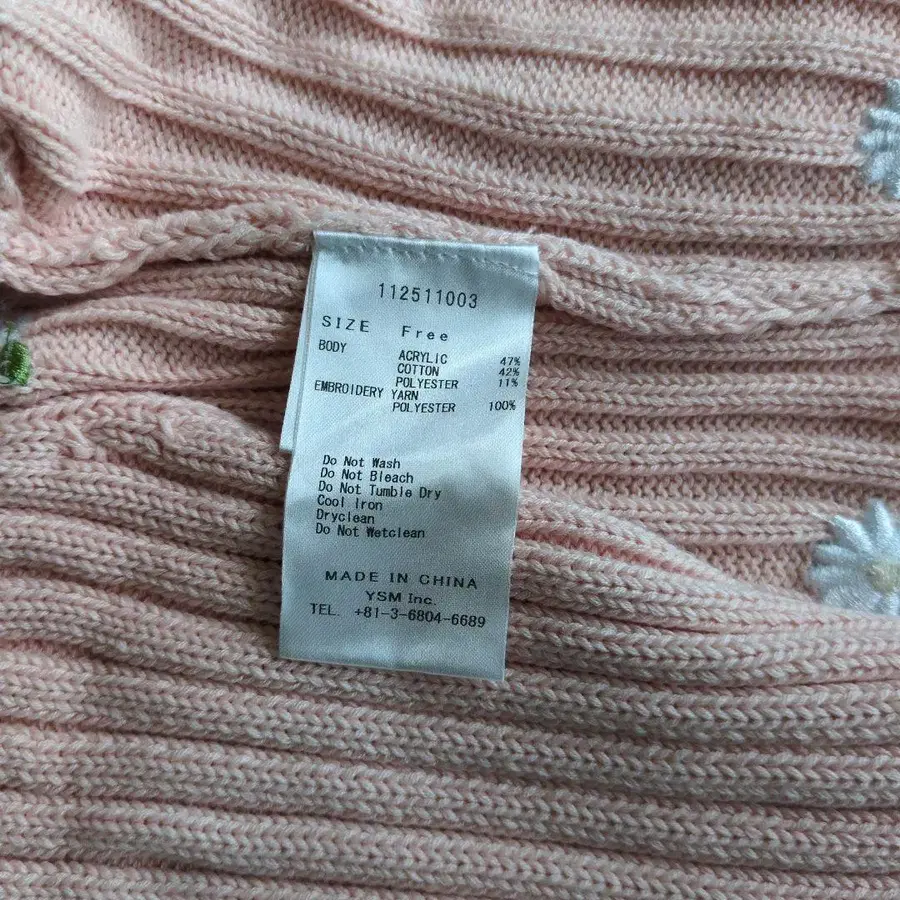 112511003
SIZE Free
BODY
ACRYLIC 47%
COTTON 42%
POLYESTER 11%
EMBROIDERY YARN
POLYESTER 100%
Do Not Wash
Do Not Bleach
Do Not Tumble Dry
Cool Iron
Dryclean
Do Not Wetclean
MADE IN CHINA
YSM Inc.
TEL. +81-3-6804-6689